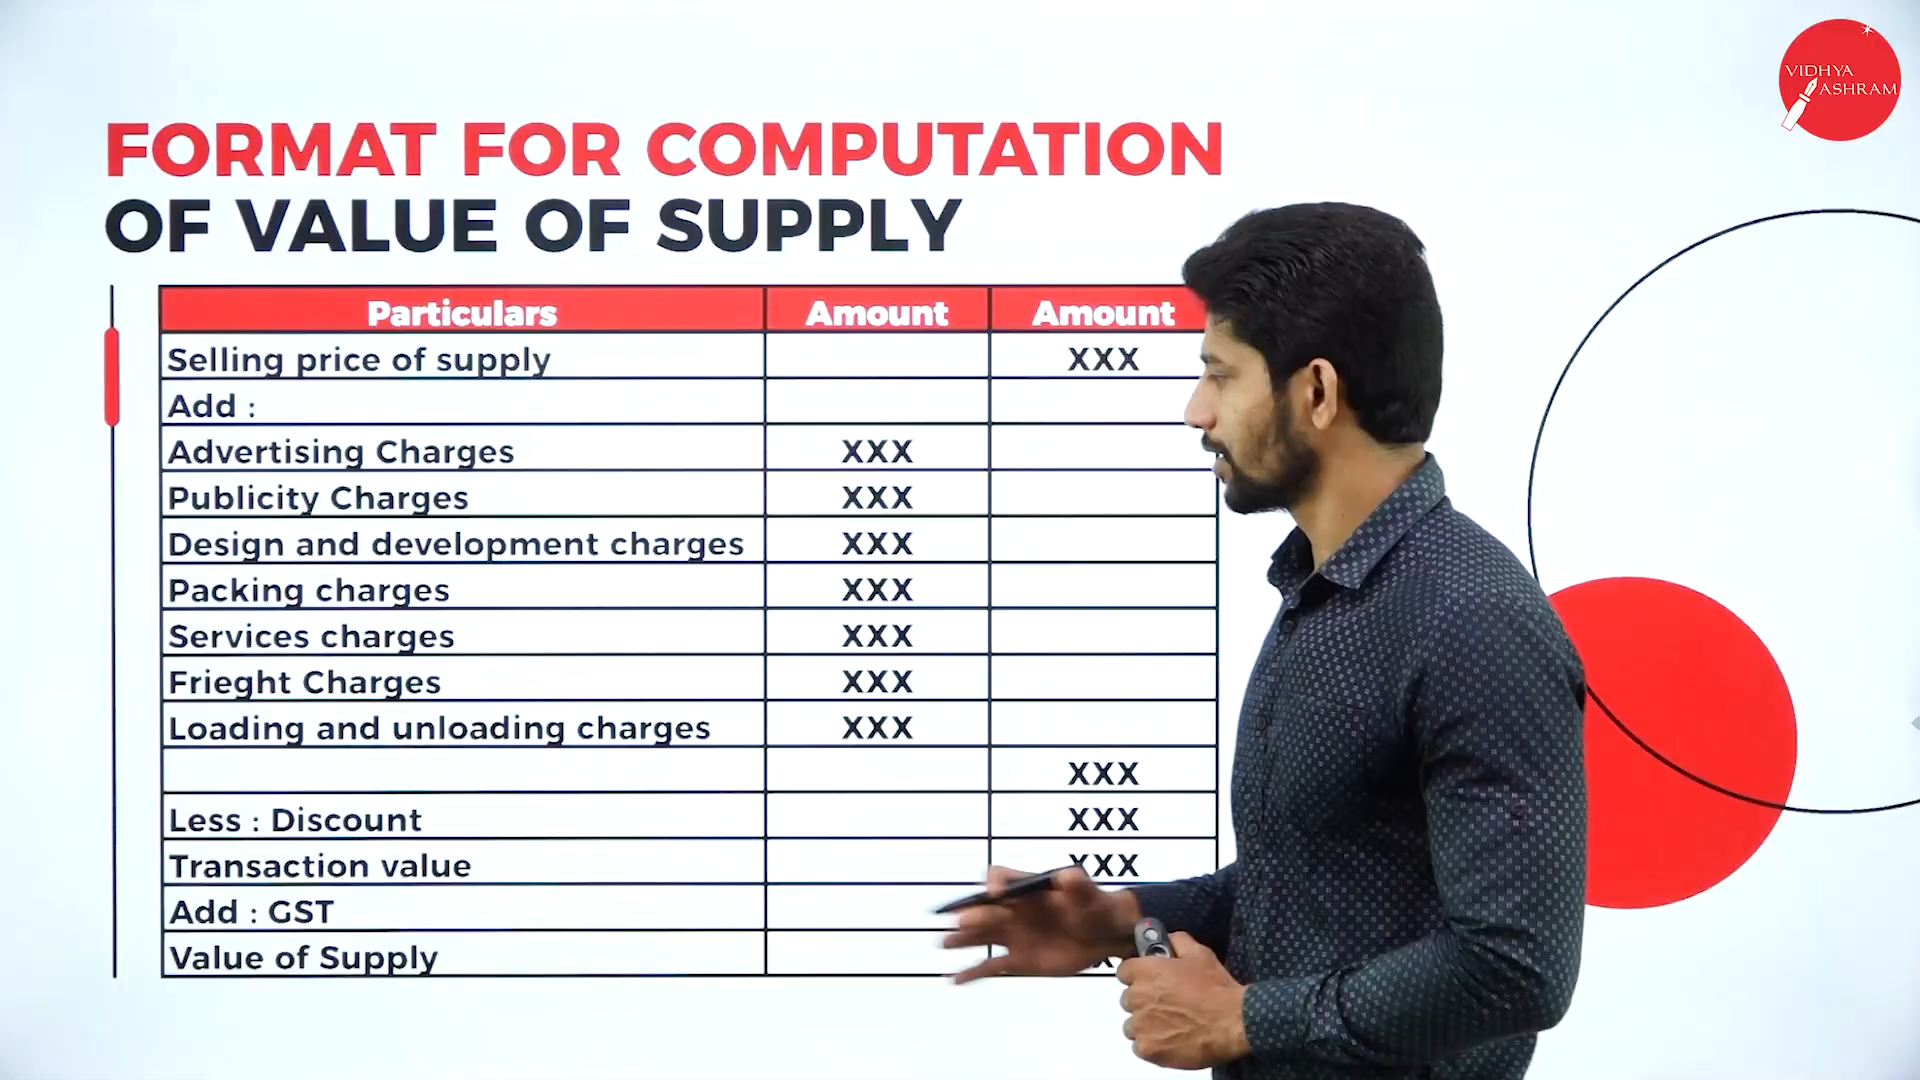 VIDHYA
ASHRAM
FORMAT FOR COMPUTATION
OF VALUE OF SUPPLY
Particulars Amount Amount
Selling price of supply XXX
Add :
Advertising Charges XXX
Publicity Charges XXX
Design and development charges XXX
Packing charges XXX
Services charges XXX
Frieght Charges XXX
Loading and unloading charges XXX
XXX
Less : Discount XXX
Transaction value XXX
Add : GST
Value of Supply